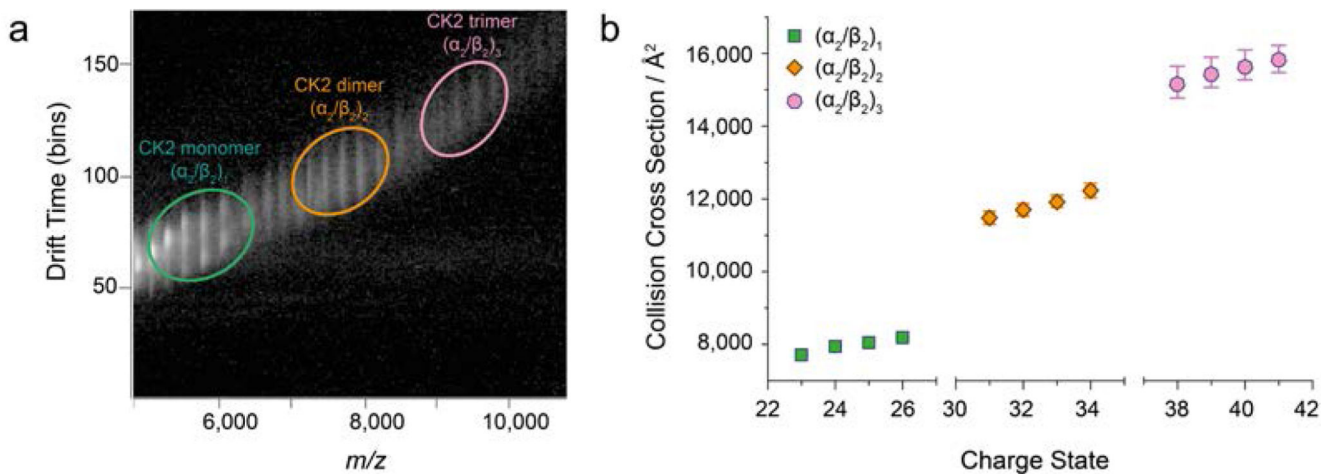 a
CK2 trimer
(α₂/β₂)₃
CK2 dimer
(α₂/β₂)₂
CK2 monomer
(α₂/β₂)₁
Drift Time (bins)
150
100
50
6,000
8,000
10,000
m/z
b
(α₂/β₂)₁
(α₂/β₂)₂
(α₂/β₂)₃
Collision Cross Section / Å²
16,000
14,000
12,000
10,000
8,000
22 24 26 30 32 34 38 40 42
Charge State